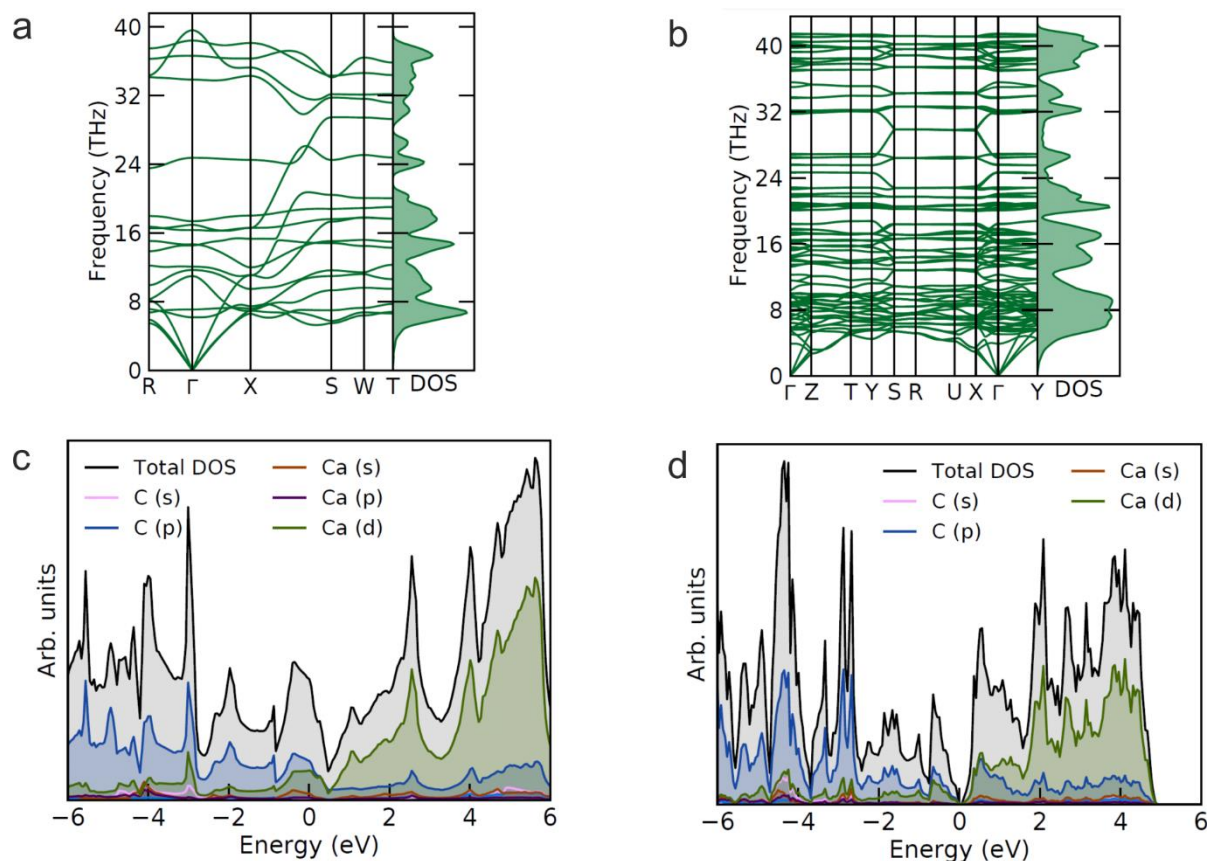 a
40
32
24
16
8
0
Frequency (THz)
R Γ X S W T DOS
b
40
32
24
16
8
0
Frequency (THz)
Γ Z T Y S R U X Γ Y DOS
c
Total DOS
C (s)
C (p)
Ca (s)
Ca (p)
Ca (d)
Arb. units
−6 −4 −2 0 2 4 6
Energy (eV)
d
Total DOS
C (s)
C (p)
Ca (s)
Ca (d)
Arb. units
−6 −4 −2 0 2 4 6
Energy (eV)